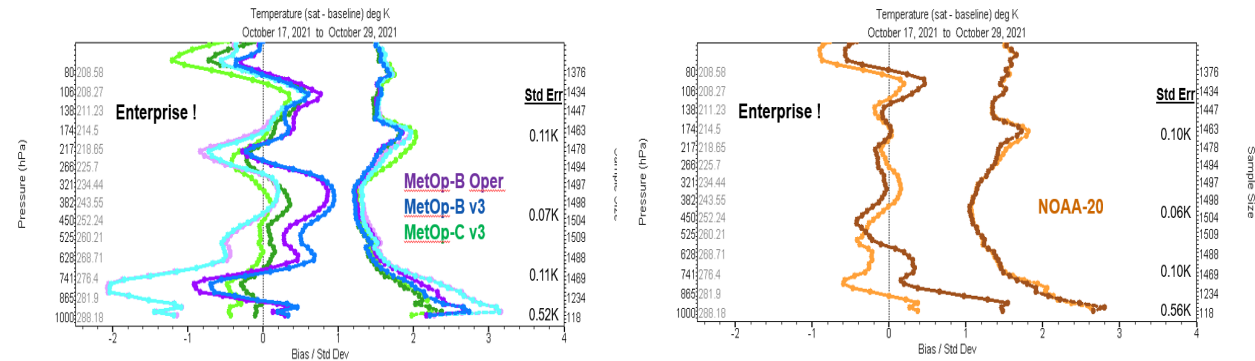 Temperature (sat - baseline) deg K
October 17, 2021 to October 29, 2021
Pressure (hPa)
80 208.58 1376
106 208.27 1434
138 211.23 1447
174 214.5 1463
217 218.85 1478
266 225.7 1494
321 234.44 1497
382 243.55 1498
450 252.24 1504
525 260.21 1509
628 268.71 1488
741 276.4 1469
865 281.9 1234
1000 288.18 118
Enterprise !
MetOp-B Oper
MetOp-B v3
MetOp-C v3
Std Err
0.11K
0.07K
0.11K
0.52K
-2 -1 0 1 2 3 4
Bias / Std Dev
Temperature (sat - baseline) deg K
October 17, 2021 to October 29, 2021
Pressure (hPa)
80 208.58 1376
106 208.27 1434
138 211.23 1447
174 214.5 1463
217 218.85 1478
266 225.7 1494
321 234.44 1497
382 243.55 1498
450 252.24 1504
525 260.21 1509
628 268.71 1488
741 276.4 1469
865 281.9 1234
1000 288.18 118
Enterprise !
NOAA-20
Std Err
0.10K
0.06K
0.10K
0.56K
Sample Size
-2 -1 0 1 2 3 4
Bias / Std Dev